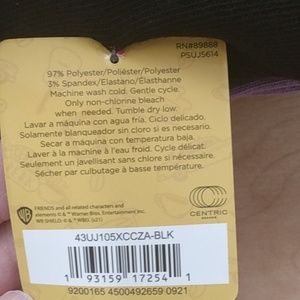 RN#89888
PSUJ5614
97% Polyester/Poliéster/Polyester
3% Spandex/Elastano/Élasthanne
Machine wash cold. Gentle cycle.
Only non-chlorine bleach
when needed. Tumble dry low.
Lavar a máquina con agua fría. Ciclo delicado.
Solamente blanqueador sin cloro si es necesario.
Secar a máquina con temperatura baja.
Laver à la machine à l'eau froid. Cycle délicat.
Seulement un javellisant sans chlore si nécessaire.
Sécher par culbutage à basse température.
WB
FRIENDS and all related characters and
elements © & ™ Warner Bros. Entertainment Inc.
WB SHIELD: © & ™ WBEI. (s21)
CENTRIC
43UJ105XCCZA-BLK
1 93159 17254 1
9200165 4500492659 0921